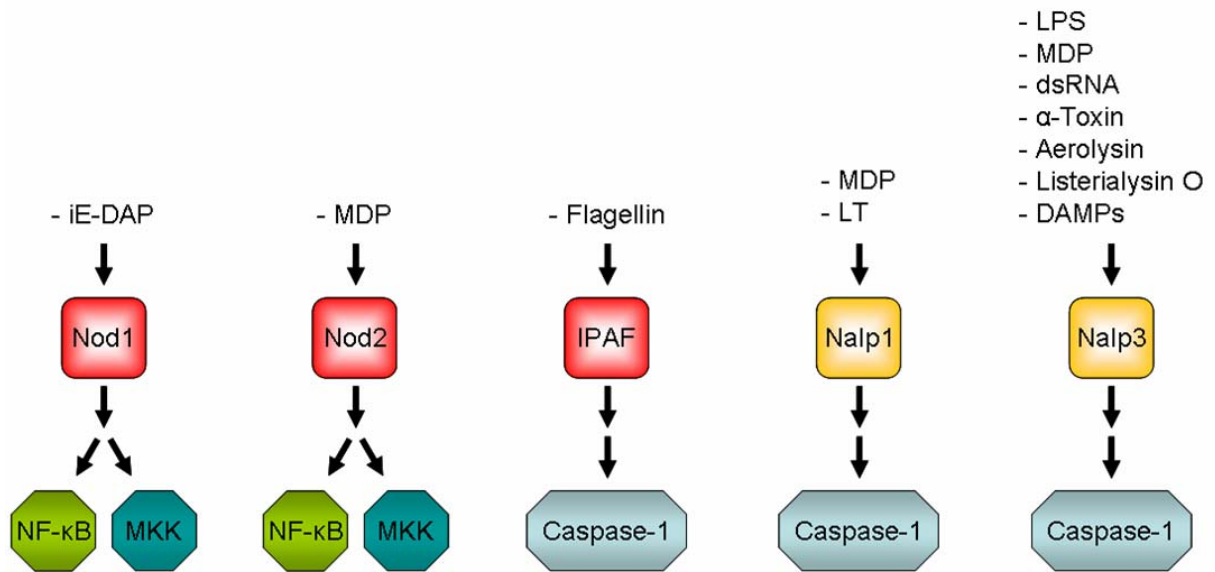 - LPS
- MDP
- dsRNA
- α-Toxin
- Aerolysin
- Listerialysin O
- DAMPs
- MDP
- LT
- iE-DAP
- MDP
- Flagellin
Nod1
Nod2
IPAF
Nalp1
Nalp3
NF-κB
MKK
NF-κB
MKK
Caspase-1
Caspase-1
Caspase-1